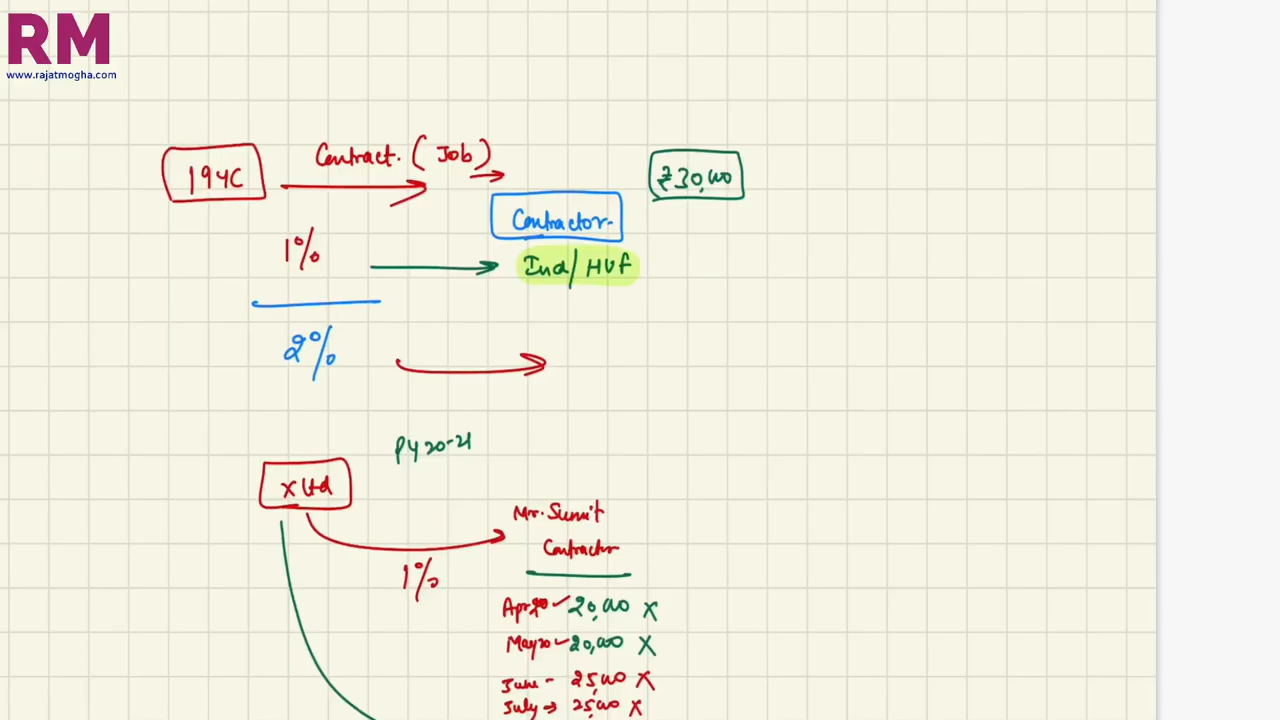 RM
www.rajatmogha.com
194C
Contract. (Job)
₹30,000
Contractor.
1%
Ind/HUF
2%
PY 20-21
X Ltd
Mr. Sumit
Contractor
1%
Apr 20 20,000 X
May 20 20,000 X
June - 25,000 X
July → 25,000 X